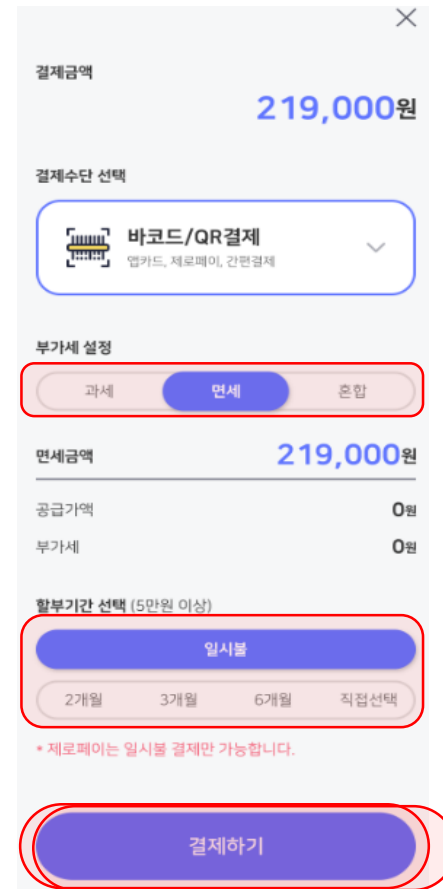 결제금액
219,000원
결제수단 선택
바코드/QR결제
앱카드, 제로페이, 간편결제
부가세 설정
과세 면세 혼합
면세금액 219,000원
공급가액 0원
부가세 0원
할부기간 선택 (5만원 이상)
일시불
2개월 3개월 6개월 직접선택
* 제로페이는 일시불 결제만 가능합니다.
결제하기